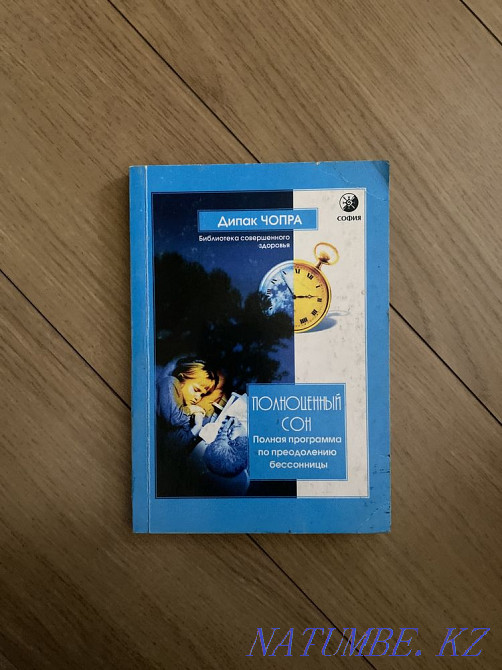 Дипак ЧОПРА
СОФИЯ
Библиотека совершенного
здоровья
ПОЛНОЦЕННЫЙ
СОН
Полная программа
по преодолению
бессонницы
NATUMBE.KZ